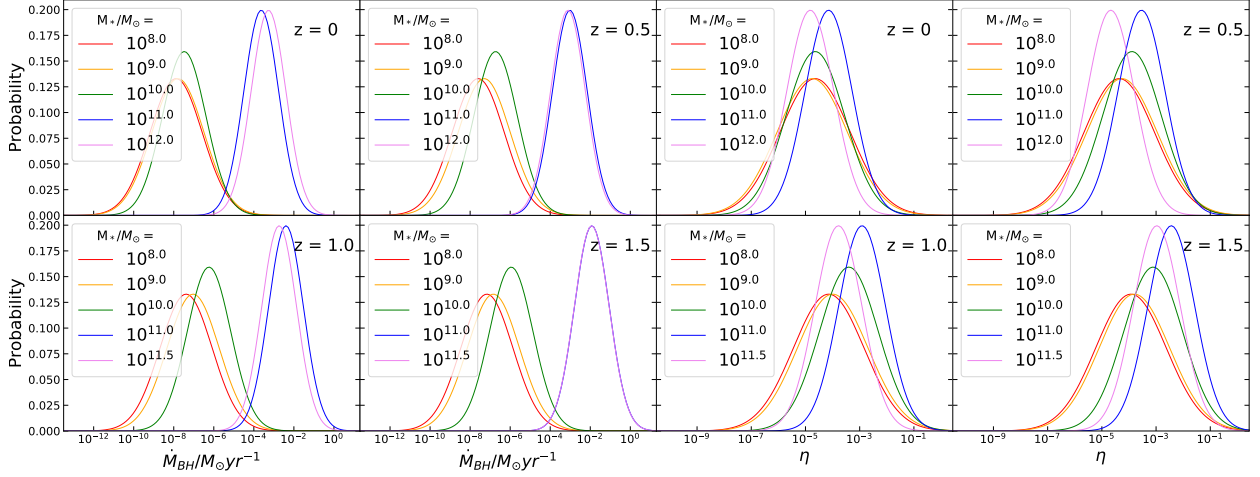 M∗/M⊙ =
10^8.0
10^9.0
10^10.0
10^11.0
10^12.0
z = 0
Probability
0.200
0.175
0.150
0.125
0.100
0.075
0.050
0.025
0.000
M∗/M⊙ =
10^8.0
10^9.0
10^10.0
10^11.0
10^12.0
z = 0.5
M∗/M⊙ =
10^8.0
10^9.0
10^10.0
10^11.0
10^12.0
z = 0
M∗/M⊙ =
10^8.0
10^9.0
10^10.0
10^11.0
10^12.0
z = 0.5
M∗/M⊙ =
10^8.0
10^9.0
10^10.0
10^11.0
10^11.5
z = 1.0
Probability
0.200
0.175
0.150
0.125
0.100
0.075
0.050
0.025
0.000
10^−12 10^−10 10^−8 10^−6 10^−4 10^−2 10^0
Ṁ_BH/M⊙yr^−1
M∗/M⊙ =
10^8.0
10^9.0
10^10.0
10^11.0
10^11.5
z = 1.5
10^−12 10^−10 10^−8 10^−6 10^−4 10^−2 10^0
Ṁ_BH/M⊙yr^−1
M∗/M⊙ =
10^8.0
10^9.0
10^10.0
10^11.0
10^11.5
z = 1.0
10^−9 10^−7 10^−5 10^−3 10^−1
η
M∗/M⊙ =
10^8.0
10^9.0
10^10.0
10^11.0
10^11.5
z = 1.5
10^−9 10^−7 10^−5 10^−3 10^−1
η